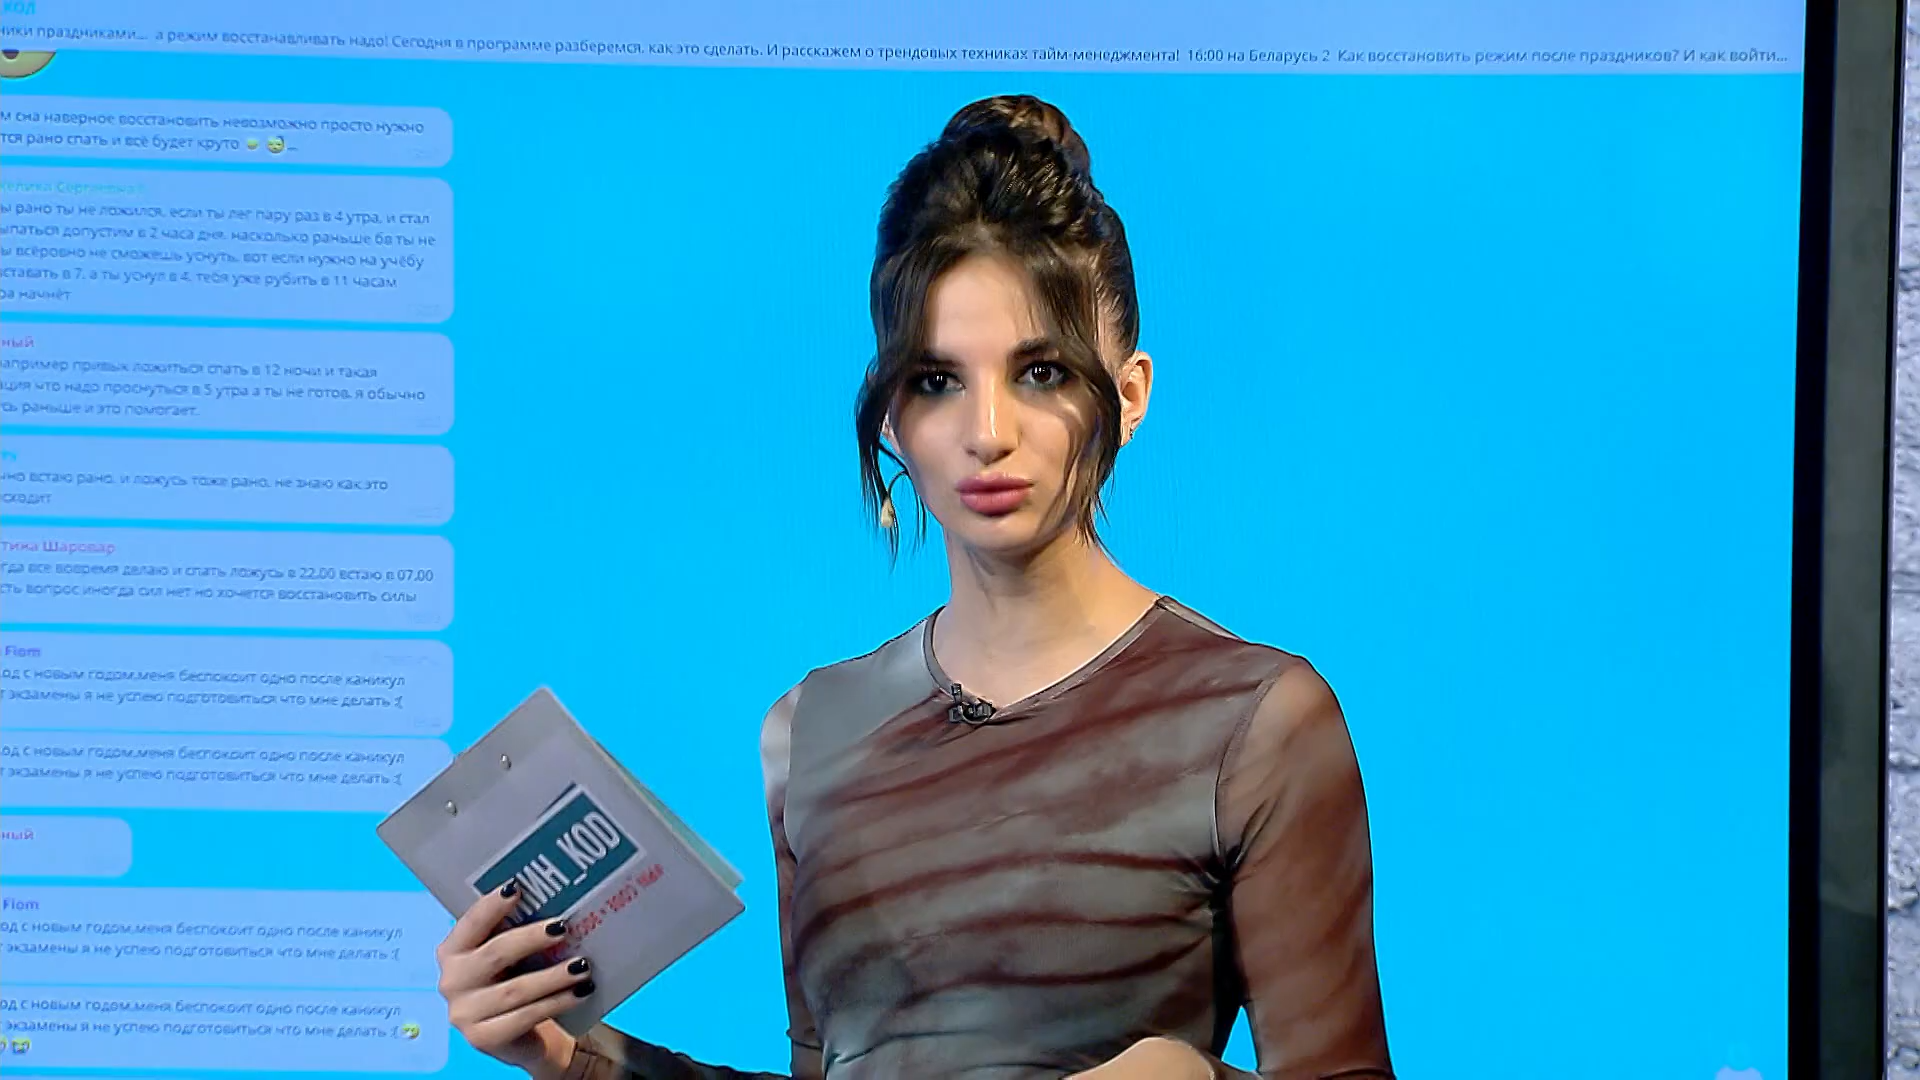 КОД
ники праздниками... а режим восстанавливать надо! Сегодня в программе разберемся, как это сделать. И расскажем о трендовых техниках тайм-менеджмента! 16:00 на Беларусь 2 Как восстановить режим после праздников? И как войти...
м сна наверное восстановить невозможно просто нужно
тся рано спать и всё будет круто
желика Сергеевна
ы рано ты не ложился, если ты лег пару раз в 4 утра, и стал
ыпаться допустим в 2 часа дня, насколько раньше бв ты не
ы всёровно не сможешь уснуть, вот если нужно на учёбу
ставать в 7, а ты уснул в 4, тебя уже рубить в 11 часам
ра начнёт
ный
апример привык ложиться спать в 12 ночи и такая
ация что надо проснуться в 5 утра а ты не готов, я обычно
сь раньше и это помогает.
чно встаю рано, и ложусь тоже рано, не знаю как это
сходит
тина Шаровар
гда все вовремя делаю и спать ложусь в 22.00 встаю в 07.00
сть вопрос иногда сил нет но хочется восстановить силы
Fiom
од с новым годом,меня беспокоит одно после каникул
т экзамены я не успею подготовиться что мне делать :(
од с новым годом,меня беспокоит одно после каникул
т экзамены я не успею подготовиться что мне делать :(
ный
Fiom
од с новым годом,меня беспокоит одно после каникул
т экзамены я не успею подготовиться что мне делать :(
од с новым годом,меня беспокоит одно после каникул
т экзамены я не успею подготовиться что мне делать :(
ТИН_КОД